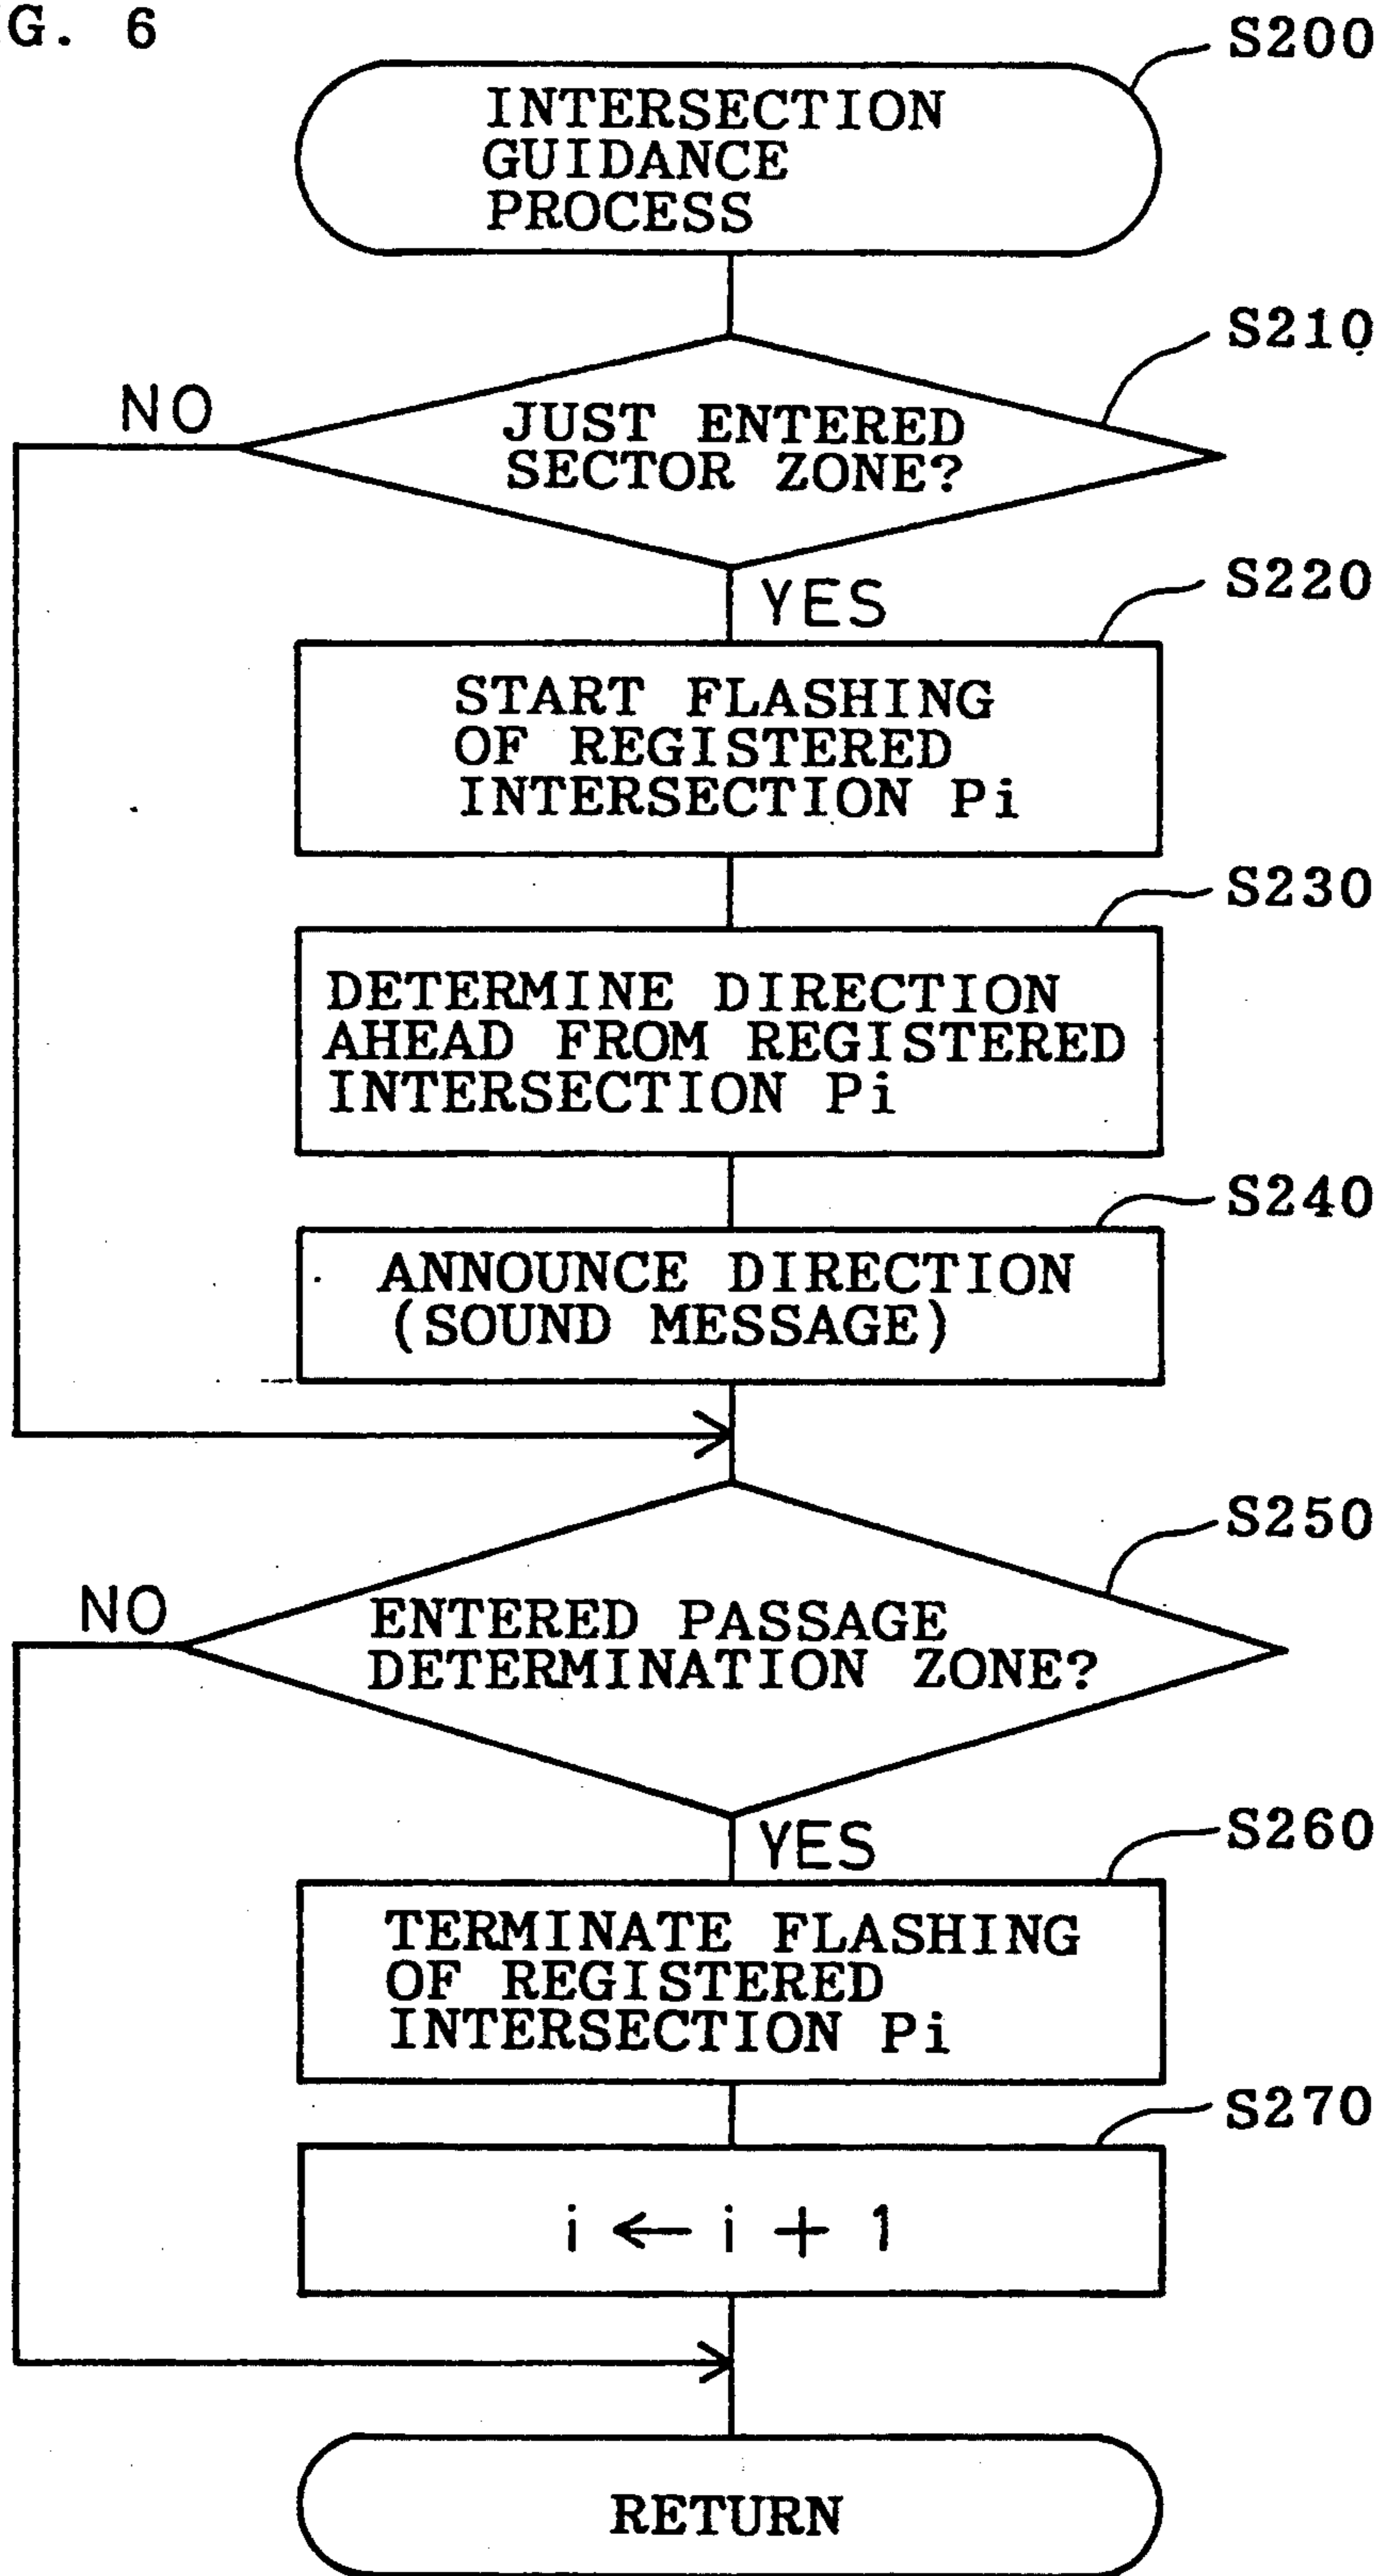 G. 6
S200
INTERSECTION
GUIDANCE
PROCESS
S210
NO
JUST ENTERED
SECTOR ZONE?
YES
S220
START FLASHING
OF REGISTERED
INTERSECTION Pi
S230
DETERMINE DIRECTION
AHEAD FROM REGISTERED
INTERSECTION Pi
S240
ANNOUNCE DIRECTION
(SOUND MESSAGE)
S250
NO
ENTERED PASSAGE
DETERMINATION ZONE?
YES
S260
TERMINATE FLASHING
OF REGISTERED
INTERSECTION Pi
S270
i ← i + 1
RETURN